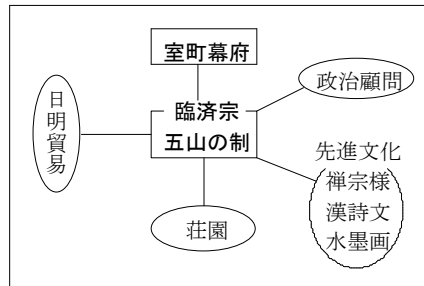 室町幕府
政治顧問
日明貿易
臨済宗
五山の制
先進文化
禅宗様
漢詩文
水墨画
荘園